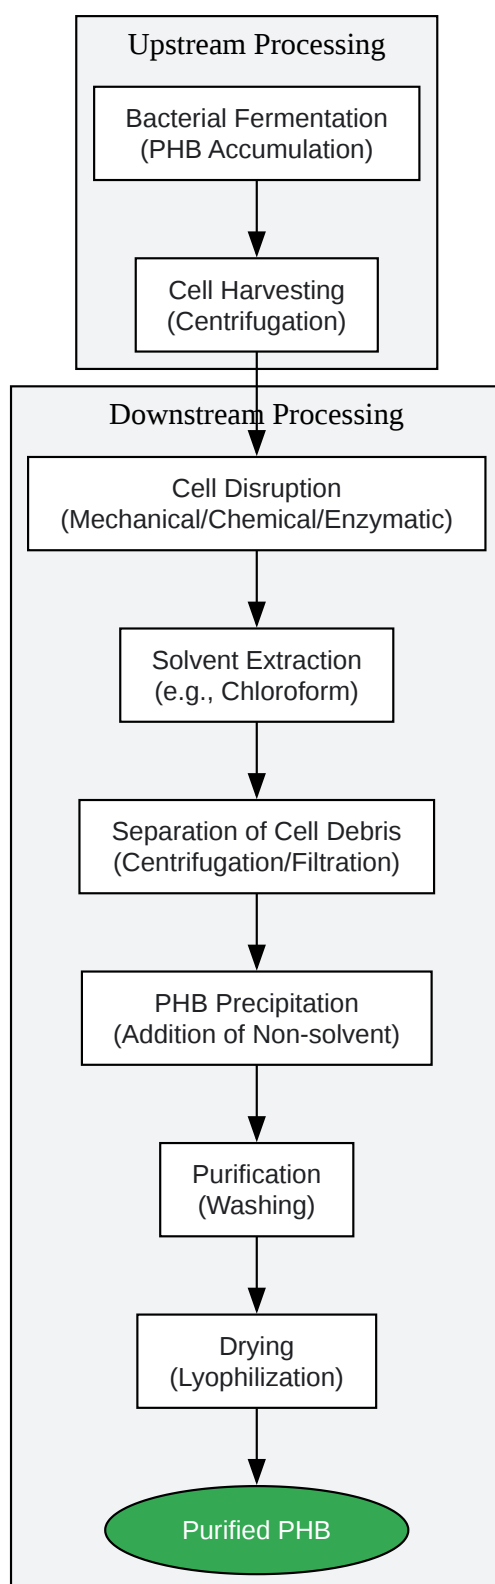 Upstream Processing
Bacterial Fermentation
(PHB Accumulation)
Cell Harvesting
(Centrifugation)
Downstream Processing
Cell Disruption
(Mechanical/Chemical/Enzymatic)
Solvent Extraction
(e.g., Chloroform)
Separation of Cell Debris
(Centrifugation/Filtration)
PHB Precipitation
(Addition of Non-solvent)
Purification
(Washing)
Drying
(Lyophilization)
Purified PHB